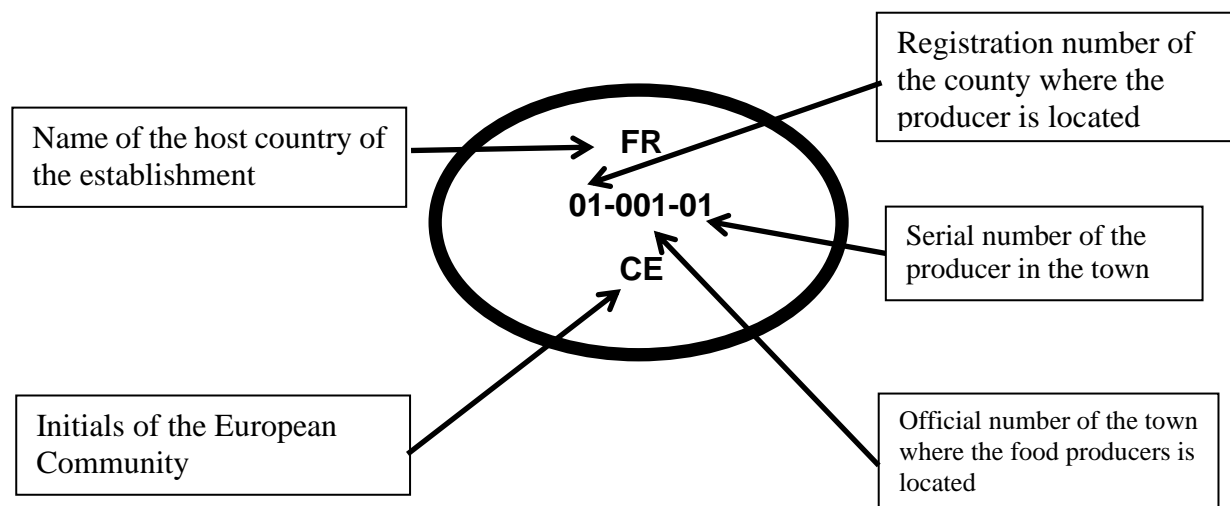 Registration number of
the county where the
producer is located
Name of the host country of
the establishment
FR
01-001-01
CE
Serial number of the
producer in the town
Initials of the European
Community
Official number of the town
where the food producers is
located